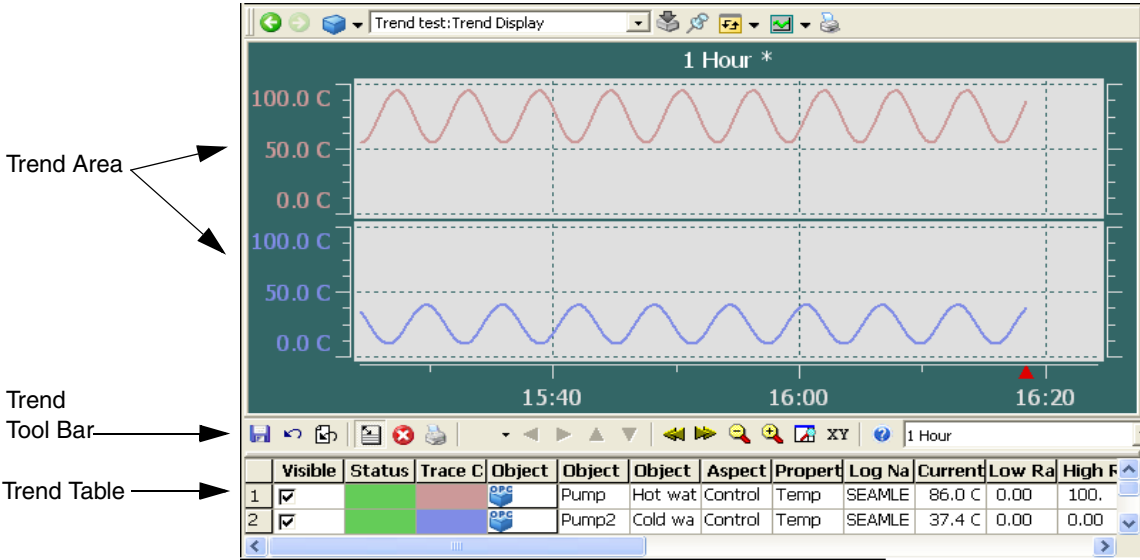 Trend test:Trend Display
1 Hour *
100.0 C
50.0 C
0.0 C
Trend Area
100.0 C
50.0 C
0.0 C
15:40 16:00 16:20
Trend
Tool Bar
XY ? 1 Hour
Trend Table
Visible Status Trace C Object Object Object Aspect Propert Log Na Current Low Ra High R
1 OPC Pump Hot wat Control Temp SEAMLE 86.0 C 0.00 100.
2 OPC Pump2 Cold wa Control Temp SEAMLE 37.4 C 0.00 0.00